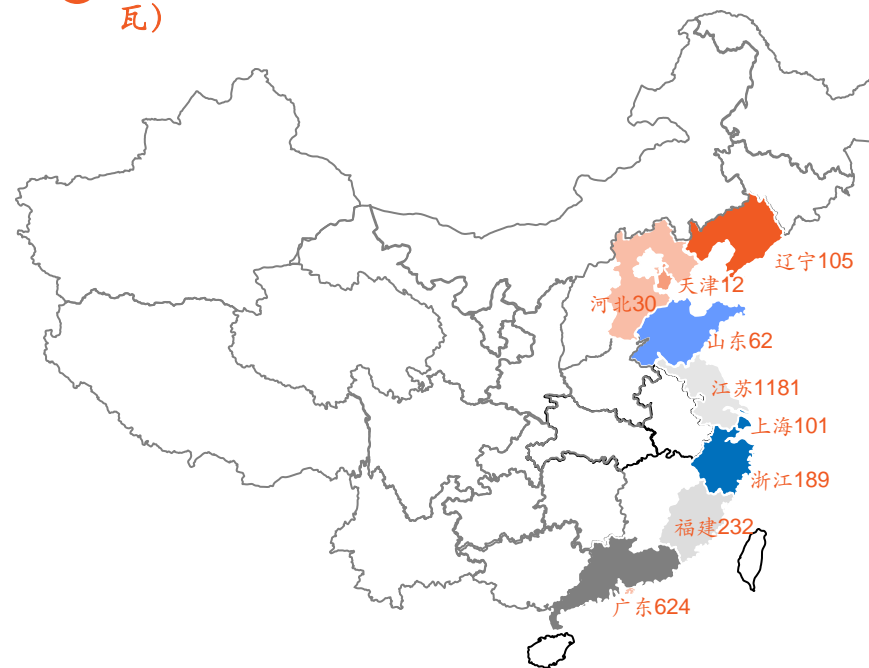 瓦）
辽宁105
天津12
河北30
山东62
江苏1181
上海101
浙江189
福建232
广东624